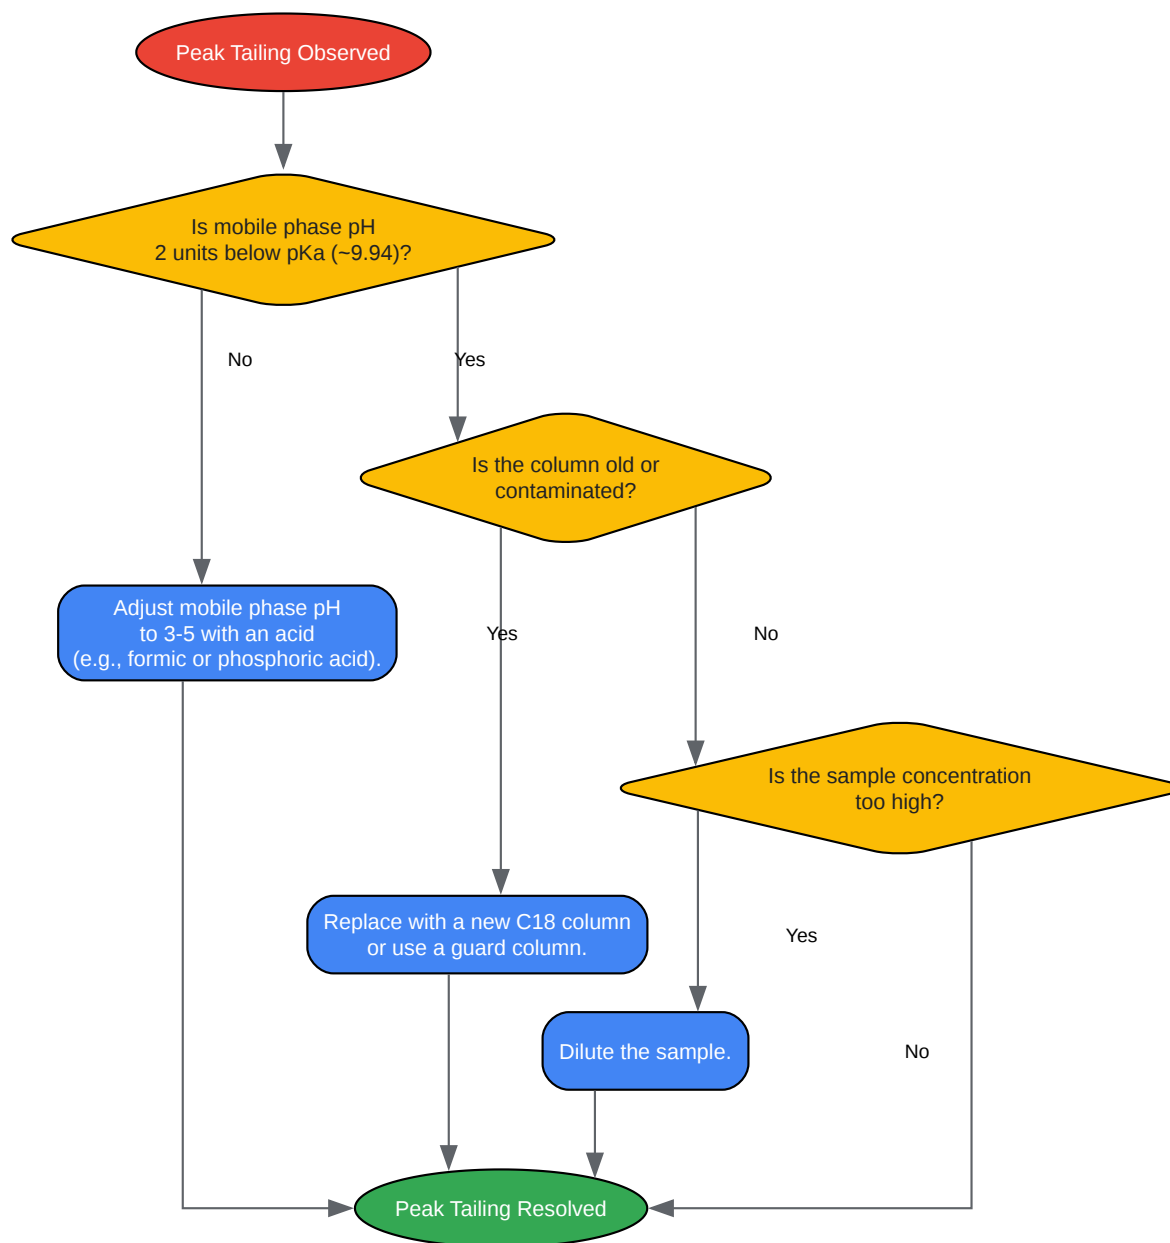 Peak Tailing Observed
Is mobile phase pH
2 units below pKa (~9.94)?
No
Yes
Is the column old or
contaminated?
Adjust mobile phase pH
to 3-5 with an acid
(e.g., formic or phosphoric acid).
Yes
No
Is the sample concentration
too high?
Replace with a new C18 column
or use a guard column.
Yes
Dilute the sample.
No
Peak Tailing Resolved